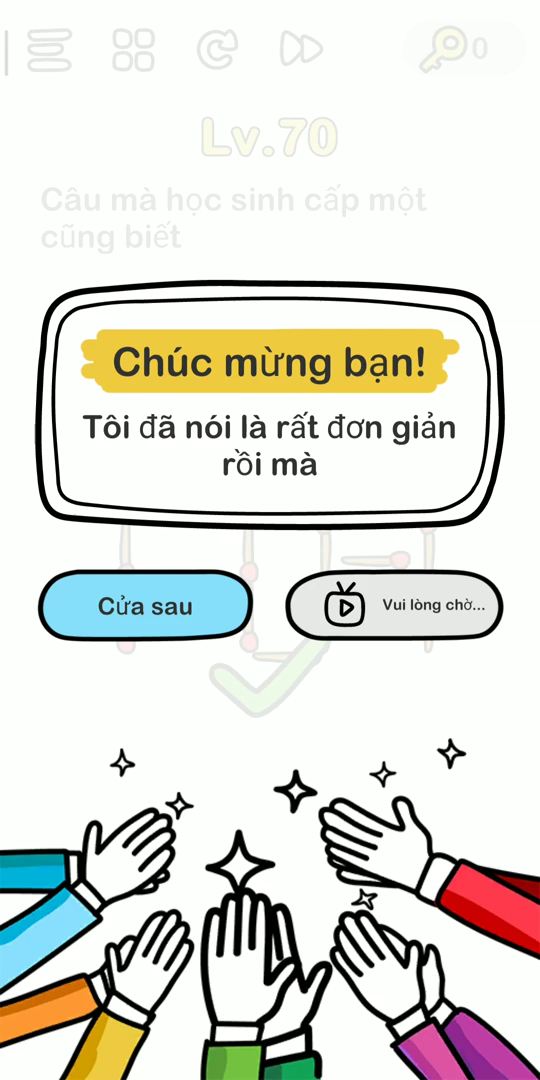 0
Lv.70
Câu mà học sinh cấp một
cũng biết
Chúc mừng bạn!
Tôi đã nói là rất đơn giản
rồi mà
Cửa sau
Vui lòng chờ...